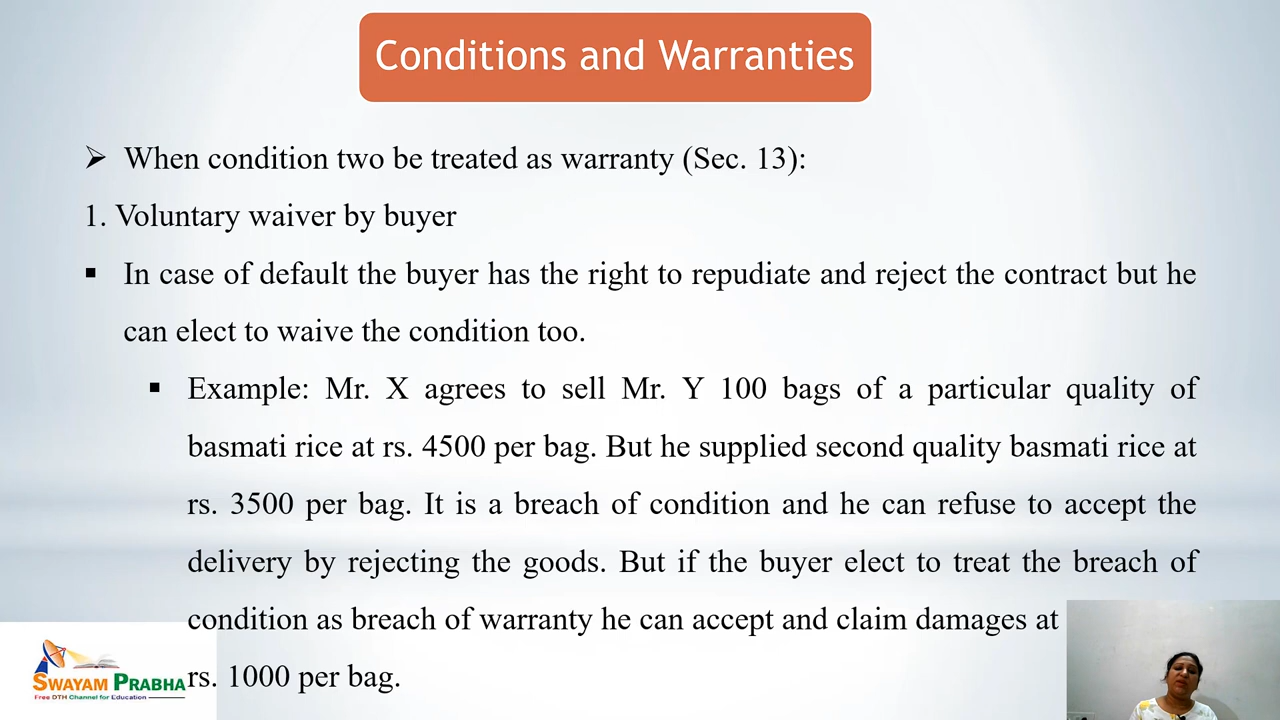 Conditions and Warranties
➢ When condition two be treated as warranty (Sec. 13):
1. Voluntary waiver by buyer
▪ In case of default the buyer has the right to repudiate and reject the contract but he
can elect to waive the condition too.
▪ Example: Mr. X agrees to sell Mr. Y 100 bags of a particular quality of
basmati rice at rs. 4500 per bag. But he supplied second quality basmati rice at
rs. 3500 per bag. It is a breach of condition and he can refuse to accept the
delivery by rejecting the goods. But if the buyer elect to treat the breach of
condition as breach of warranty he can accept and claim damages at
rs. 1000 per bag.
SWAYAM PRABHA
Free DTH Channel for Education